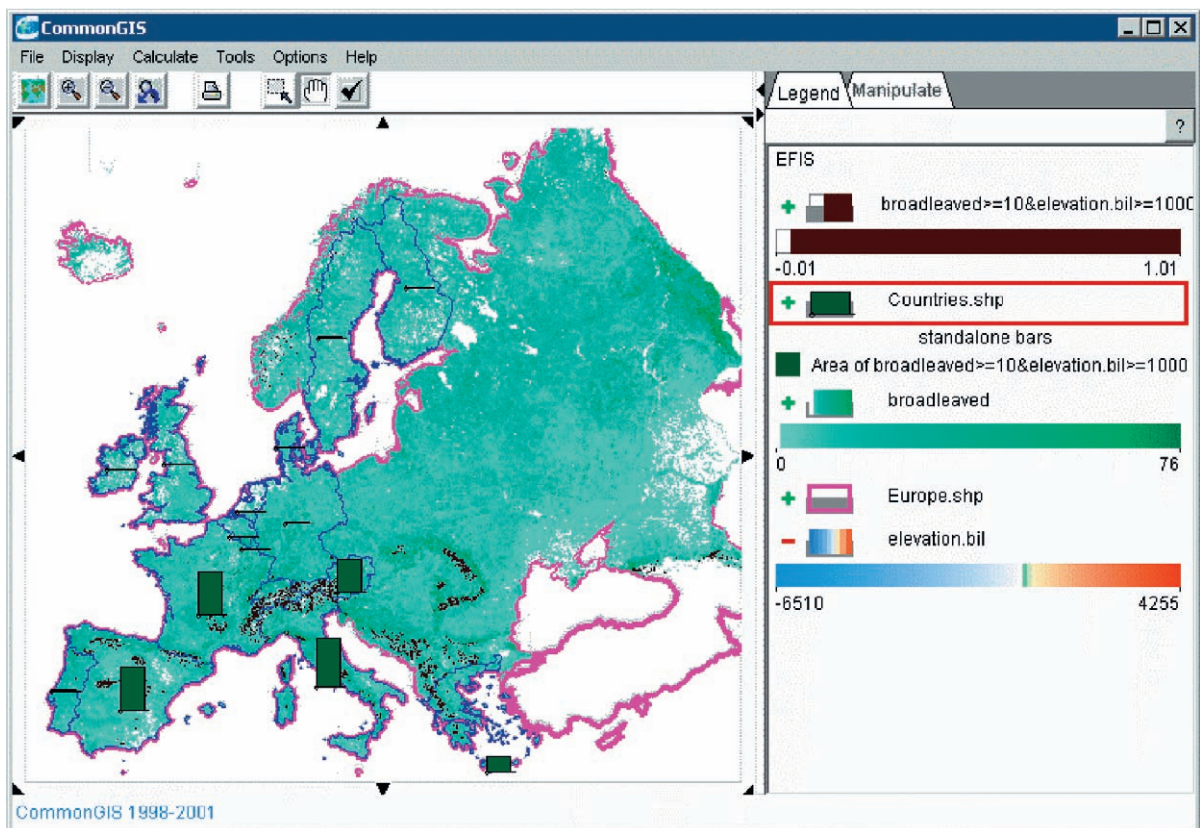 CommonGIS
File Display Calculate Tools Options Help
Legend Manipulate
?
EFIS
broadleaved>=10&elevation.bil>=1000
-0.01 1.01
Countries.shp
standalone bars
Area of broadleaved>=10&elevation.bil>=1000
broadleaved
0 76
Europe.shp
elevation.bil
-6510 4255
CommonGIS 1998-2001